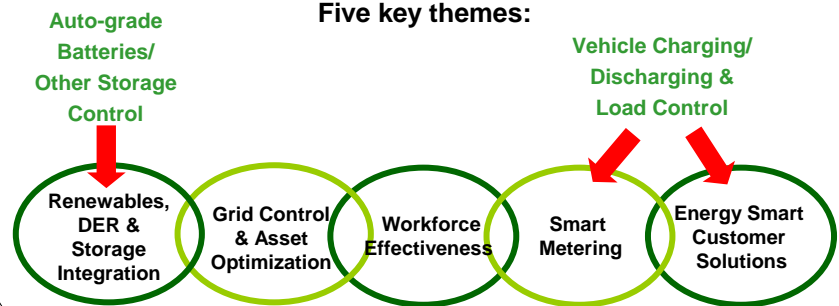 Five key themes:
Auto-grade
Batteries/
Other Storage
Control
Vehicle Charging/
Discharging &
Load Control
Renewables,
DER &
Storage
Integration
Grid Control
& Asset
Optimization
Workforce
Effectiveness
Smart
Metering
Energy Smart
Customer
Solutions